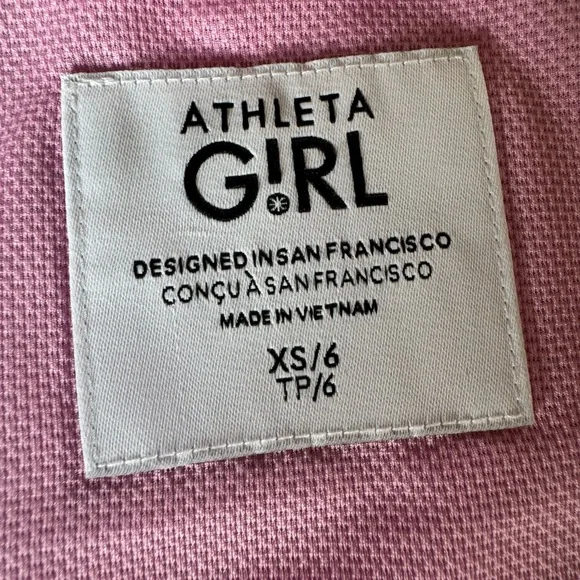 ATHLETA
G!RL
DESIGNED IN SAN FRANCISCO
CONÇU À SAN FRANCISCO
MADE IN VIETNAM
XS/6
TP/6